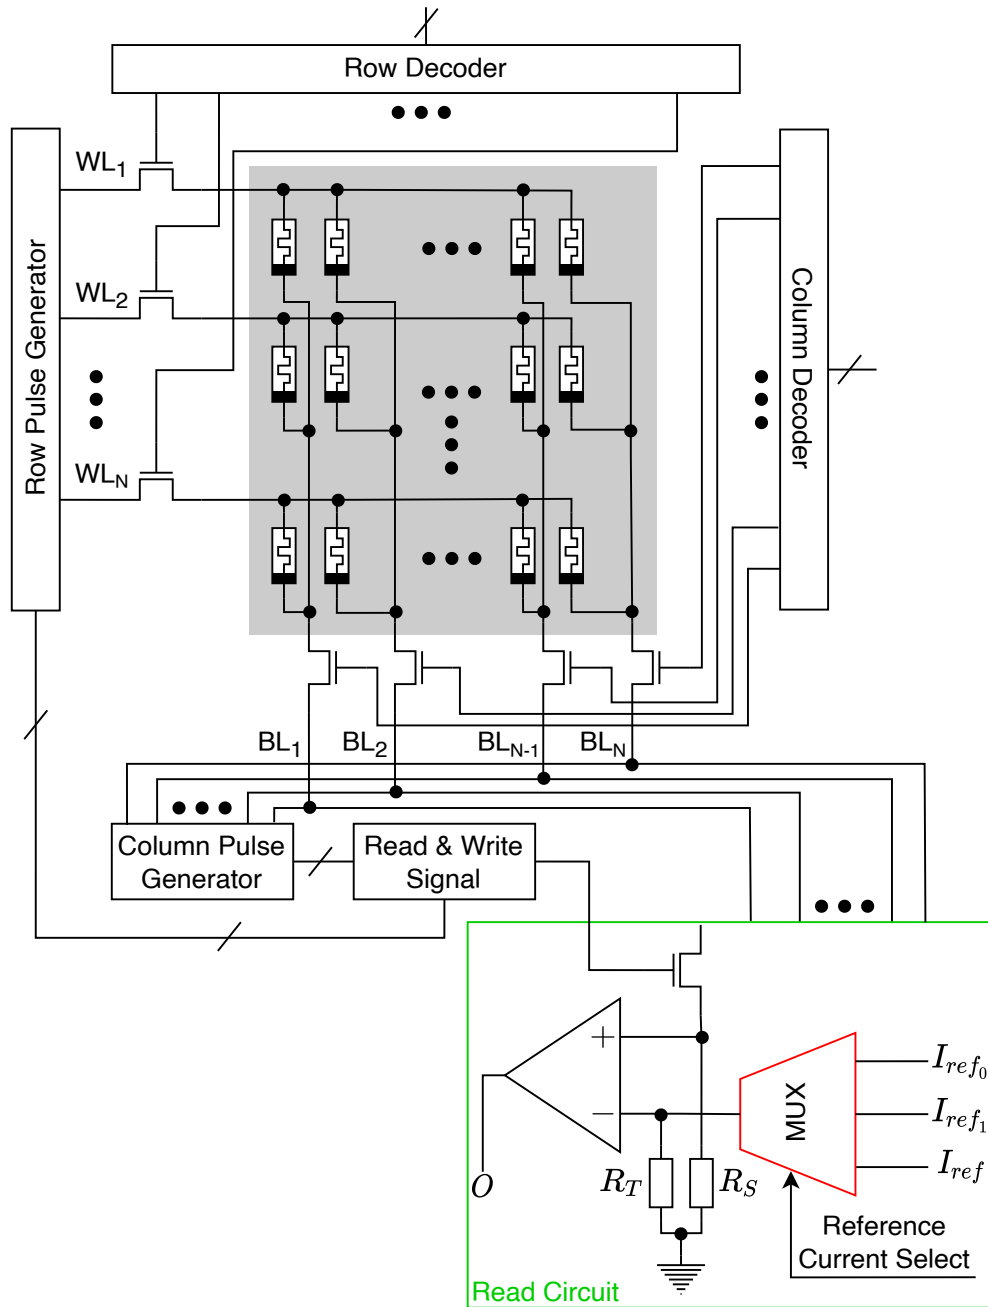 Row Decoder
WL1
Row Pulse Generator
WL2
Column Decoder
WLN
BL1
BL2
BLN-1
BLN
Column Pulse
Generator
Read & Write
Signal
+
−
MUX
Iref0
Iref1
Iref
RT
RS
O
Reference
Current Select
Read Circuit